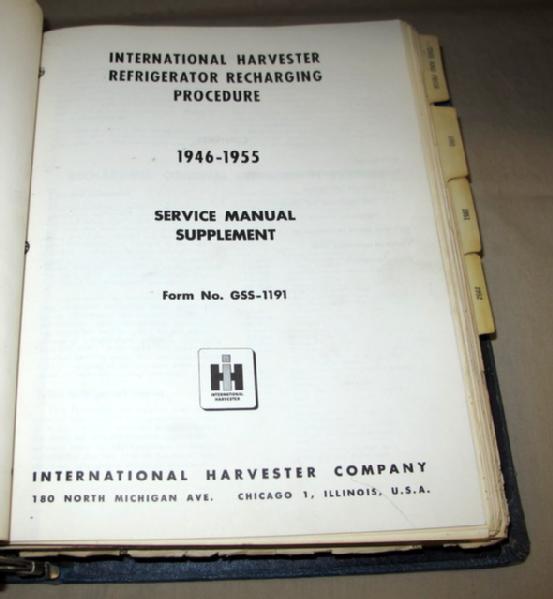 INTERNATIONAL HARVESTER
REFRIGERATOR RECHARGING
PROCEDURE
1946-1955
SERVICE MANUAL
SUPPLEMENT
Form No. GSS-1191
IH
INTERNATIONAL
HARVESTER
INTERNATIONAL HARVESTER COMPANY
180 NORTH MICHIGAN AVE. CHICAGO 1, ILLINOIS, U.S.A.